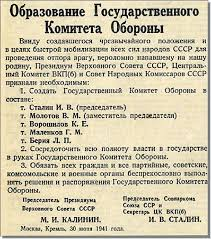 Образование Государственного
Комитета Обороны
Ввиду создавшегося чрезвычайного положения и
в целях быстрой мобилизации всех сил народов СССР для
проведения отпора врагу, вероломно напавшему на нашу
родину, Президиум Верховного Совета СССР, Центральный
Комитет ВКП(б) и Совет Народных Комиссаров СССР
признали необходимым:
1. Создать Государственный Комитет Обороны в
составе:
т. Сталин И. В. (председатель)
т. Молотов В. М. (заместитель председателя)
т. Ворошилов К. Е.
т. Маленков Г. М.
т. Берия Л. П.
2. Сосредоточить всю полноту власти в государстве
в руках Государственного Комитета Обороны.
3. Обязать всех граждан и все партийные, советские,
комсомольские и военные органы беспрекословно выпол-
нять решения и распоряжения Государственного Комитета
Обороны.
Председатель Президиума
Верховного Совета СССР
М. И. КАЛИНИН.
Председатель Совнаркома
СССР и
Секретарь ЦК ВКП(б)
И. В. СТАЛИН.
Москва, Кремль, 30 июня 1941 года.